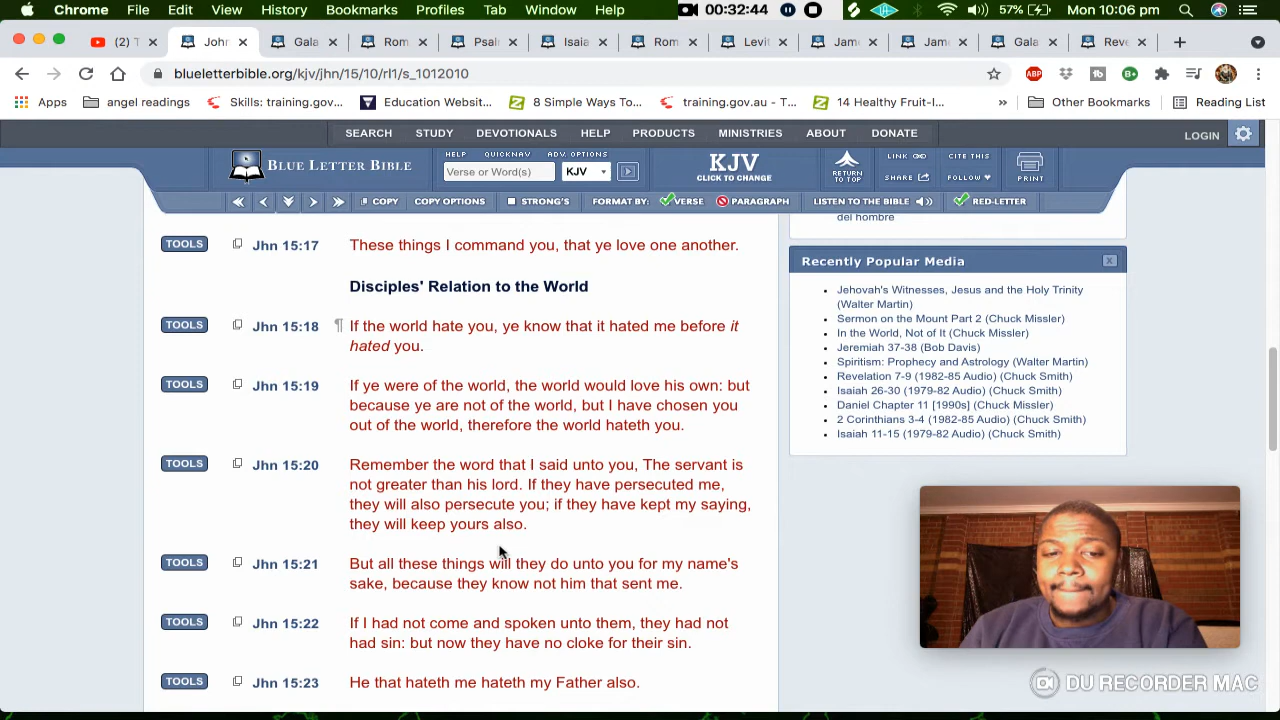 Chrome File Edit View History Bookmarks Profiles Tab Window Help 00:32:44 57% Mon 10:06 pm
(2) T John Gala Rom Psal Isaia Rom Levit Jame Jame Gala Reve
blueletterbible.org/kjv/jhn/15/10/rl1/s_1012010
ABP
Apps angel readings Skills: training.gov... Education Websit... 8 Simple Ways To... training.gov.au - T... 14 Healthy Fruit-I... » Other Bookmarks Reading List
SEARCH STUDY DEVOTIONALS HELP PRODUCTS MINISTRIES ABOUT DONATE LOGIN
BLUE LETTER BIBLE
HELP QUICKNAV ADV. OPTIONS
Verse or Word(s) KJV
KJV
CLICK TO CHANGE
RETURN
TO TOP
LINK CITE THIS
SHARE FOLLOW
PRINT
COPY COPY OPTIONS STRONG'S FORMAT BY: VERSE PARAGRAPH LISTEN TO THE BIBLE RED-LETTER
del hombre
TOOLS Jhn 15:17 These things I command you, that ye love one another.
Disciples' Relation to the World
TOOLS Jhn 15:18 ¶ If the world hate you, ye know that it hated me before it
hated you.
TOOLS Jhn 15:19 If ye were of the world, the world would love his own: but
because ye are not of the world, but I have chosen you
out of the world, therefore the world hateth you.
TOOLS Jhn 15:20 Remember the word that I said unto you, The servant is
not greater than his lord. If they have persecuted me,
they will also persecute you; if they have kept my saying,
they will keep yours also.
TOOLS Jhn 15:21 But all these things will they do unto you for my name's
sake, because they know not him that sent me.
TOOLS Jhn 15:22 If I had not come and spoken unto them, they had not
had sin: but now they have no cloke for their sin.
TOOLS Jhn 15:23 He that hateth me hateth my Father also.
Recently Popular Media x
Jehovah's Witnesses, Jesus and the Holy Trinity
(Walter Martin)
Sermon on the Mount Part 2 (Chuck Missler)
In the World, Not of It (Chuck Missler)
Jeremiah 37-38 (Bob Davis)
Spiritism: Prophecy and Astrology (Walter Martin)
Revelation 7-9 (1982-85 Audio) (Chuck Smith)
Isaiah 26-30 (1979-82 Audio) (Chuck Smith)
Daniel Chapter 11 [1990s] (Chuck Missler)
2 Corinthians 3-4 (1982-85 Audio) (Chuck Smith)
Isaiah 11-15 (1979-82 Audio) (Chuck Smith)
DU RECORDER MAC